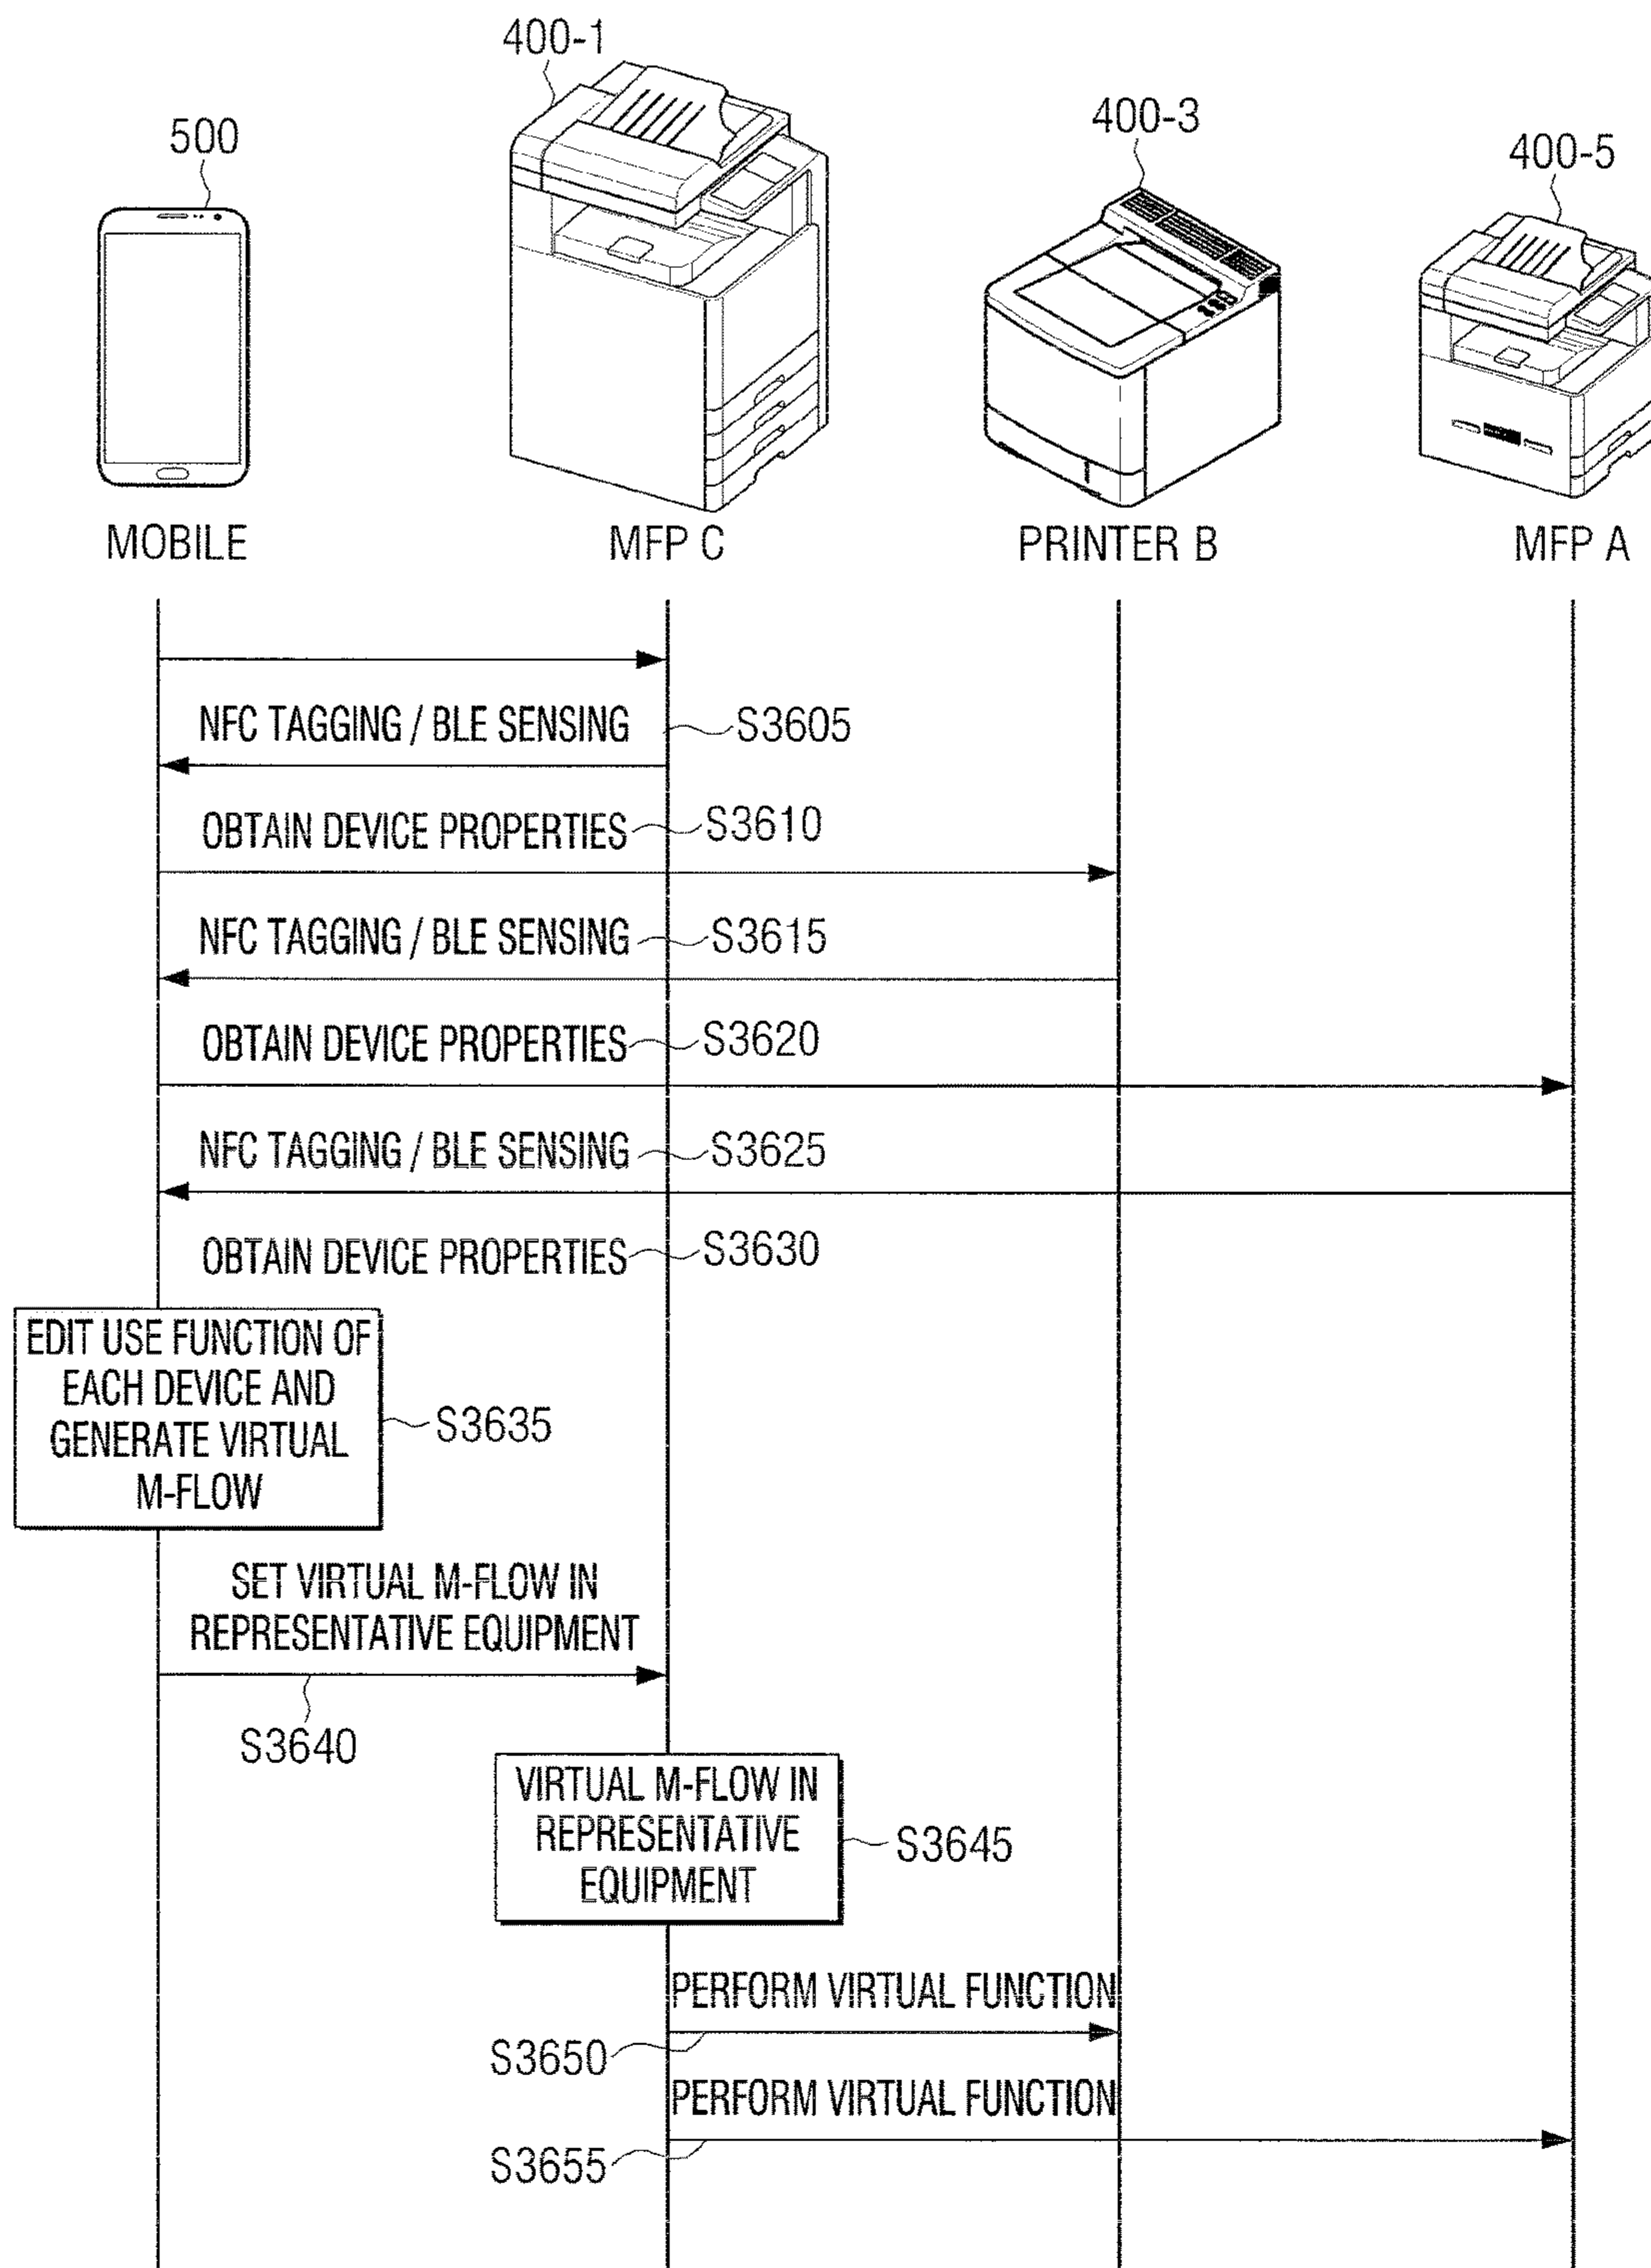 400-1
400-3
400-5
500
MOBILE
MFP C
PRINTER B
MFP A
NFC TAGGING / BLE SENSING S3605
OBTAIN DEVICE PROPERTIES S3610
NFC TAGGING / BLE SENSING S3615
OBTAIN DEVICE PROPERTIES S3620
NFC TAGGING / BLE SENSING S3625
OBTAIN DEVICE PROPERTIES S3630
EDIT USE FUNCTION OF
EACH DEVICE AND
GENERATE VIRTUAL
M-FLOW
S3635
SET VIRTUAL M-FLOW IN
REPRESENTATIVE EQUIPMENT
S3640
VIRTUAL M-FLOW IN
REPRESENTATIVE
EQUIPMENT
S3645
PERFORM VIRTUAL FUNCTION
S3650
PERFORM VIRTUAL FUNCTION
S3655